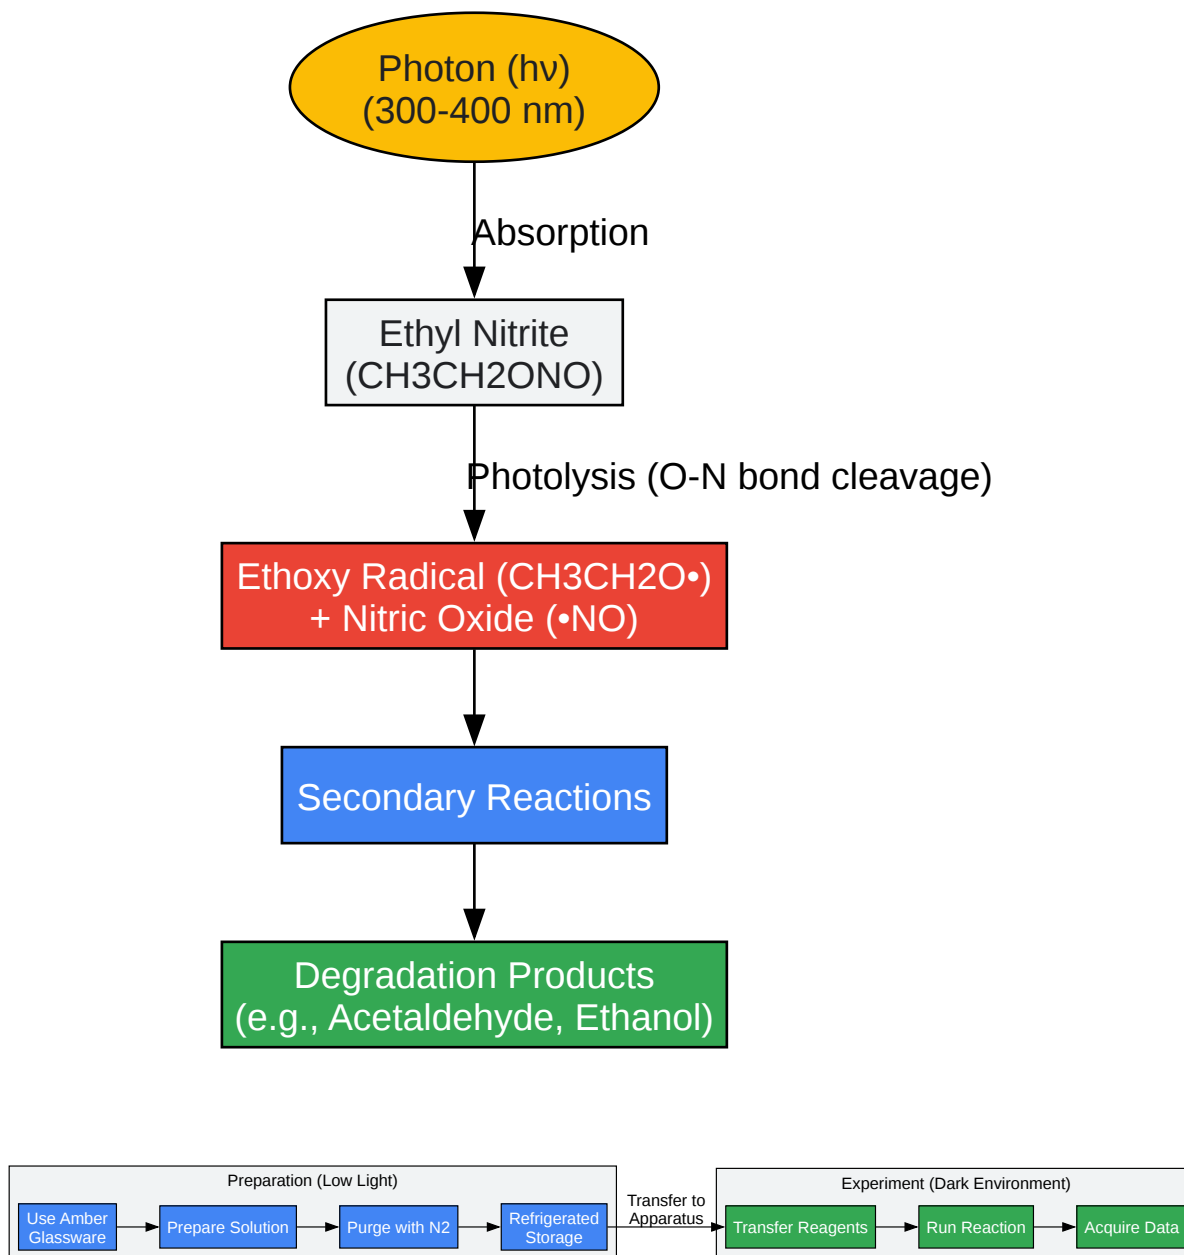 Photon (hν)
(300-400 nm)
Absorption
Ethyl Nitrite
(CH3CH2ONO)
Photolysis (O-N bond cleavage)
Ethoxy Radical (CH3CH2O•)
+ Nitric Oxide (•NO)
Secondary Reactions
Degradation Products
(e.g., Acetaldehyde, Ethanol)
Preparation (Low Light)
Use Amber
Glassware
Prepare Solution
Purge with N2
Refrigerated
Storage
Transfer to
Apparatus
Experiment (Dark Environment)
Transfer Reagents
Run Reaction
Acquire Data